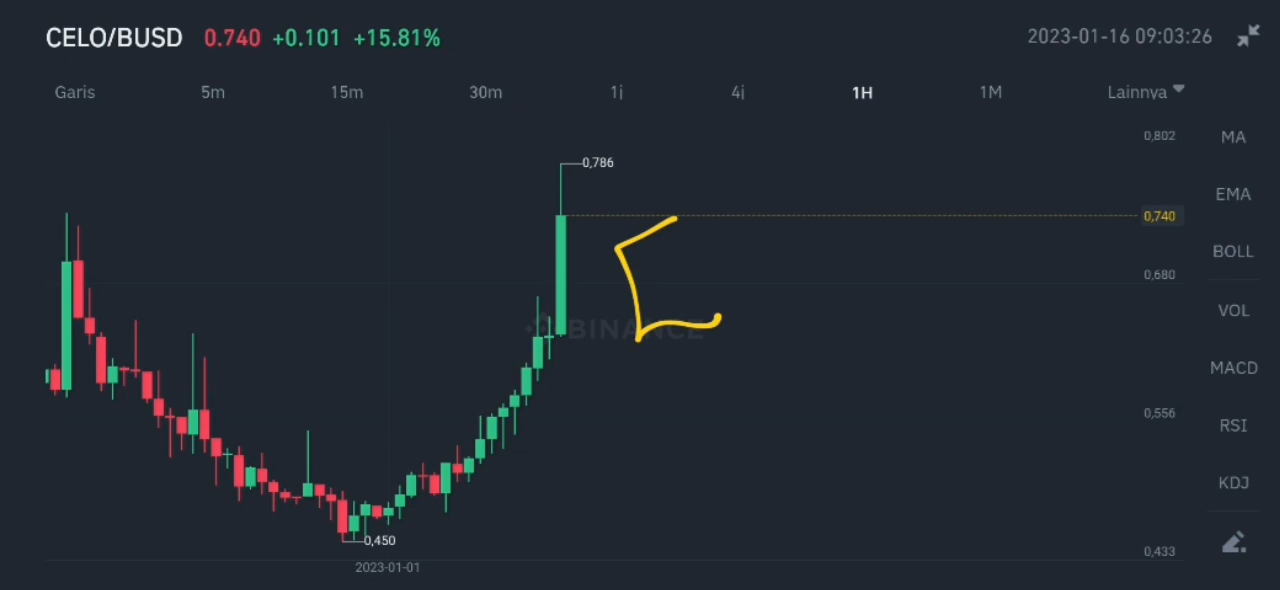 CELO/BUSD 0.740 +0.101 +15.81% 2023-01-16 09:03:26
Garis 5m 15m 30m 1j 4j 1H 1M Lainnya
0,802 MA
0,786
EMA
0,740
BOLL
0,680
VOL
BINANCE
MACD
0,556
RSI
KDJ
0,450
0,433
2023-01-01